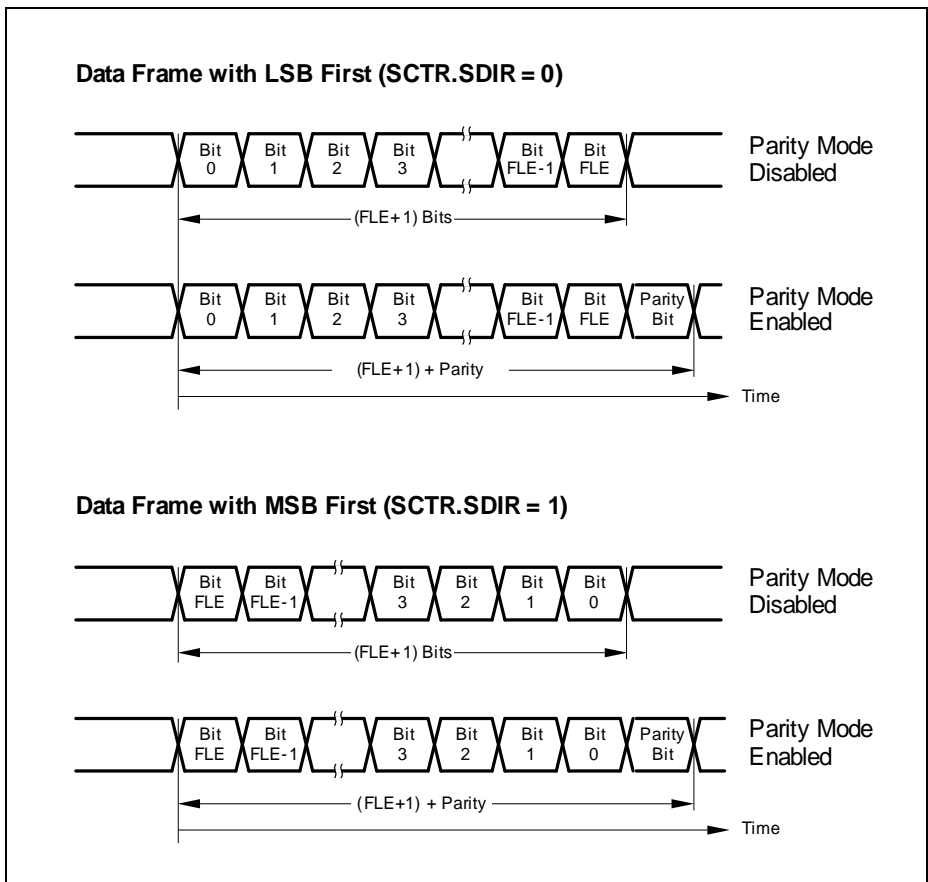 Data Frame with LSB First (SCTR.SDIR = 0)
Bit 0 Bit 1 Bit 2 Bit 3 Bit FLE-1 Bit FLE
Parity Mode Disabled
(FLE+1) Bits
Bit 0 Bit 1 Bit 2 Bit 3 Bit FLE-1 Bit FLE Parity Bit
Parity Mode Enabled
(FLE+1) + Parity
Time
Data Frame with MSB First (SCTR.SDIR = 1)
Bit FLE Bit FLE-1 Bit 3 Bit 2 Bit 1 Bit 0
Parity Mode Disabled
(FLE+1) Bits
Bit FLE Bit FLE-1 Bit 3 Bit 2 Bit 1 Bit 0 Parity Bit
Parity Mode Enabled
(FLE+1) + Parity
Time